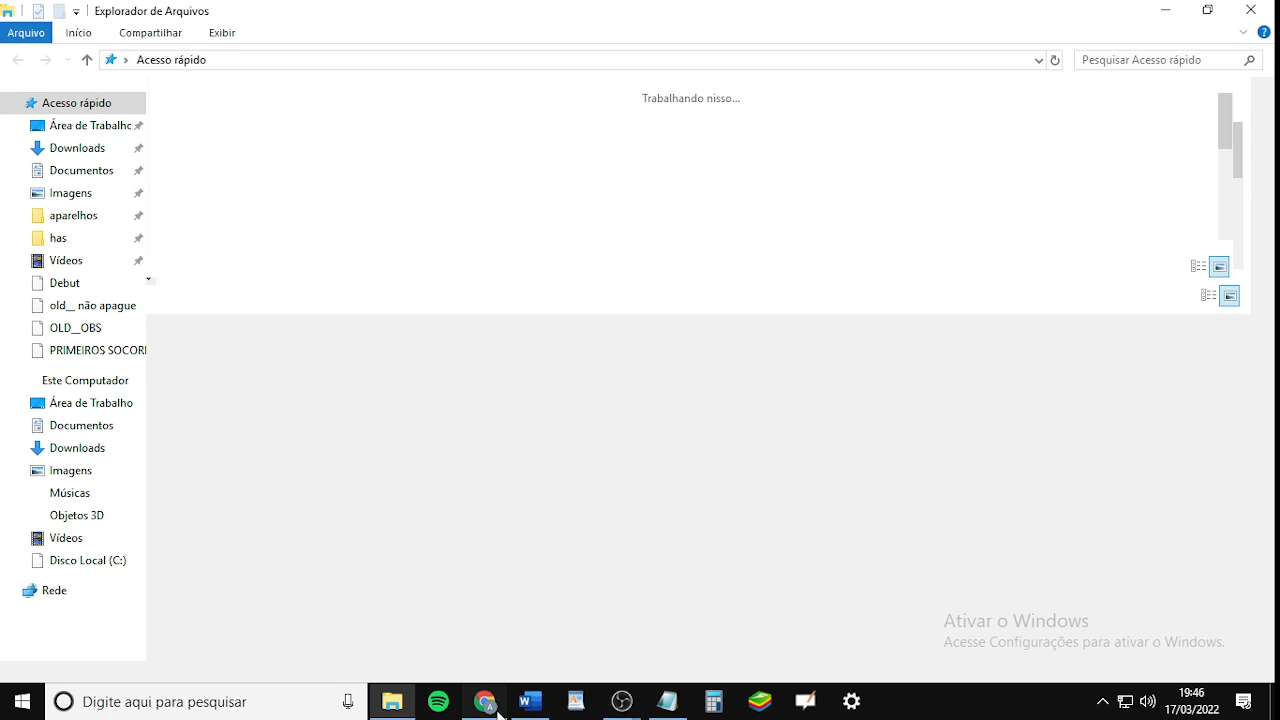 Explorador de Arquivos
Arquivo Início Compartilhar Exibir
Acesso rápido
Pesquisar Acesso rápido
Trabalhando nisso...
Acesso rápido
Área de Trabalho
Downloads
Documentos
Imagens
aparelhos
has
Vídeos
Debut
old__ não apague
OLD__OBS
PRIMEIROS SOCORI
Este Computador
Área de Trabalho
Documentos
Downloads
Imagens
Músicas
Objetos 3D
Vídeos
Disco Local (C:)
Rede
Ativar o Windows
Acesse Configurações para ativar o Windows.
Digite aqui para pesquisar
19:46
17/03/2022